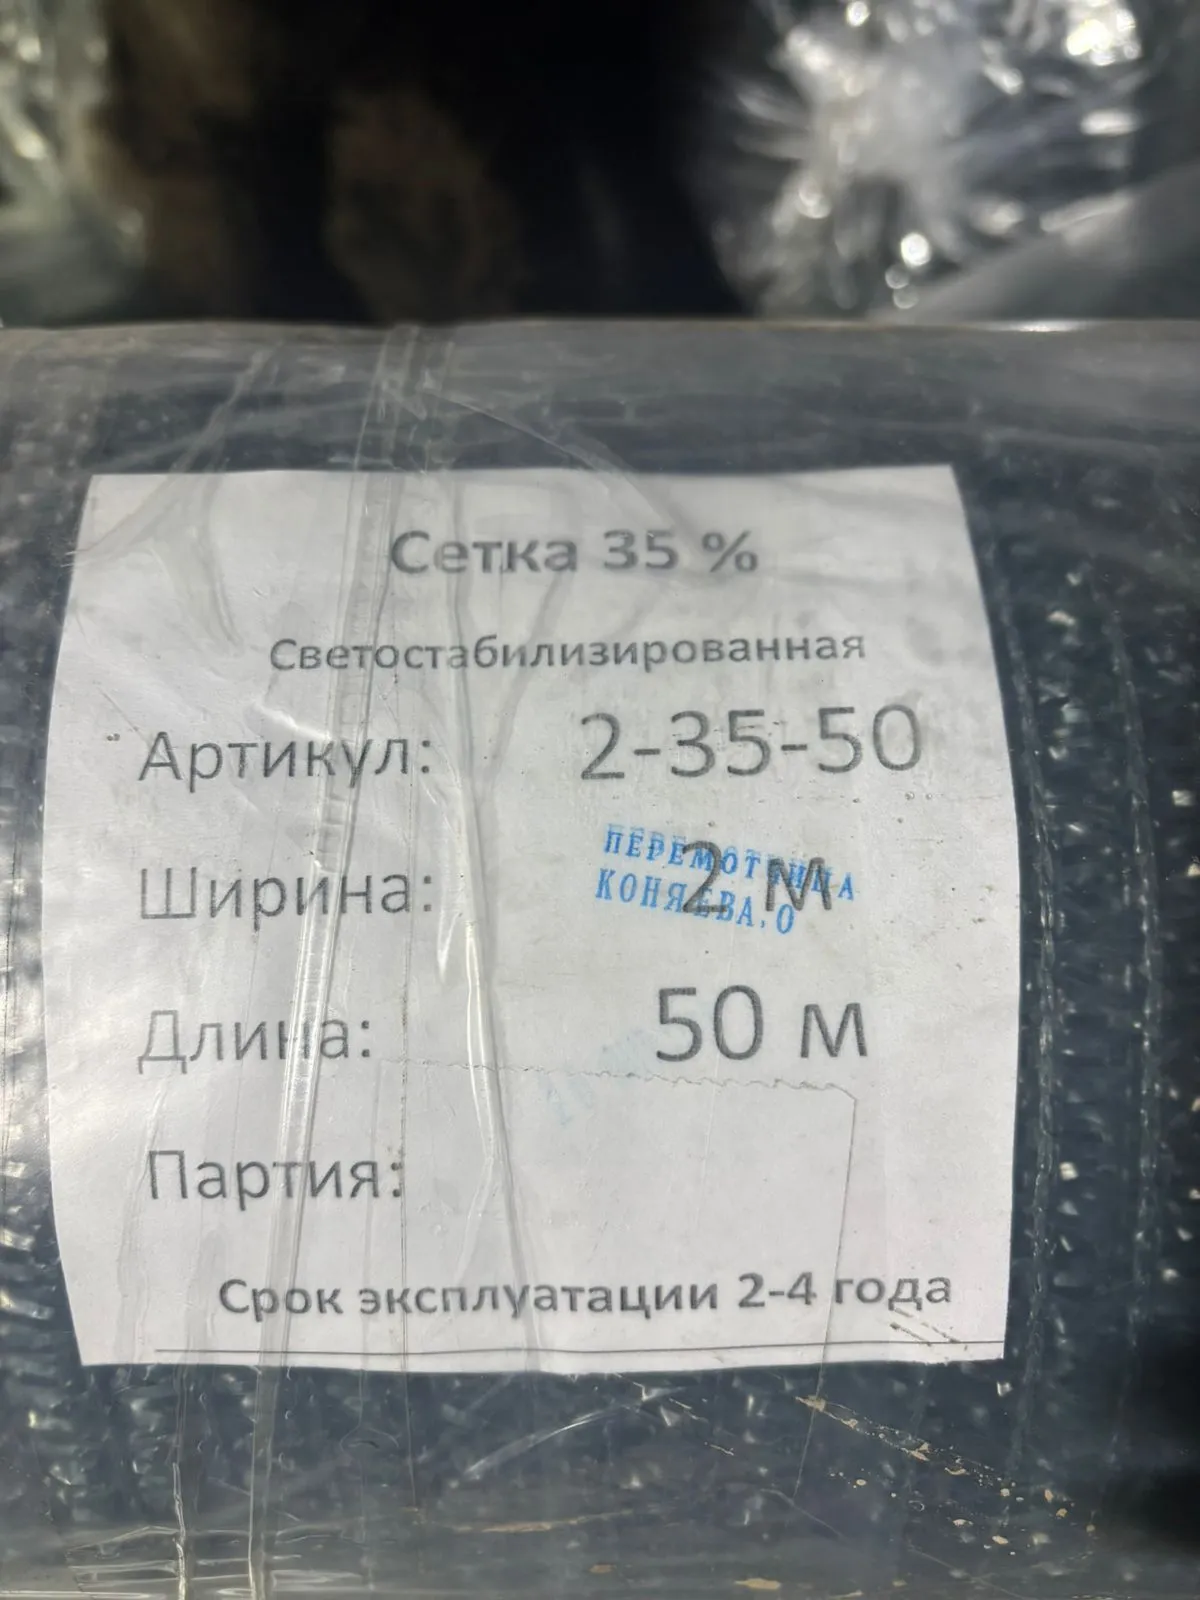 Сетка 35 %
Светостабилизированная
Артикул: 2-35-50
Ширина: 2 м
ПЕРЕМОТЧИЦА
КОНЯЕВА.О
Длина: 50 м
Партия:
Срок эксплуатации 2-4 года